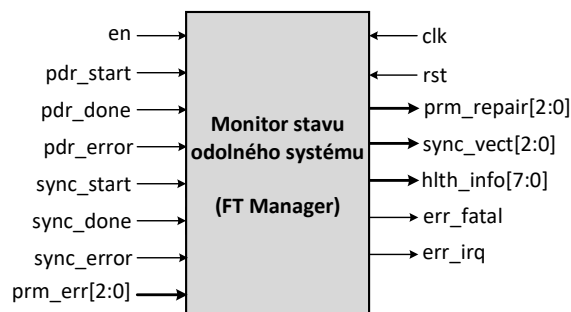 en
pdr_start
pdr_done
pdr_error
sync_start
sync_done
sync_error
prm_err[2:0]
Monitor stavu
odolného systému
(FT Manager)
clk
rst
prm_repair[2:0]
sync_vect[2:0]
hlth_info[7:0]
err_fatal
err_irq